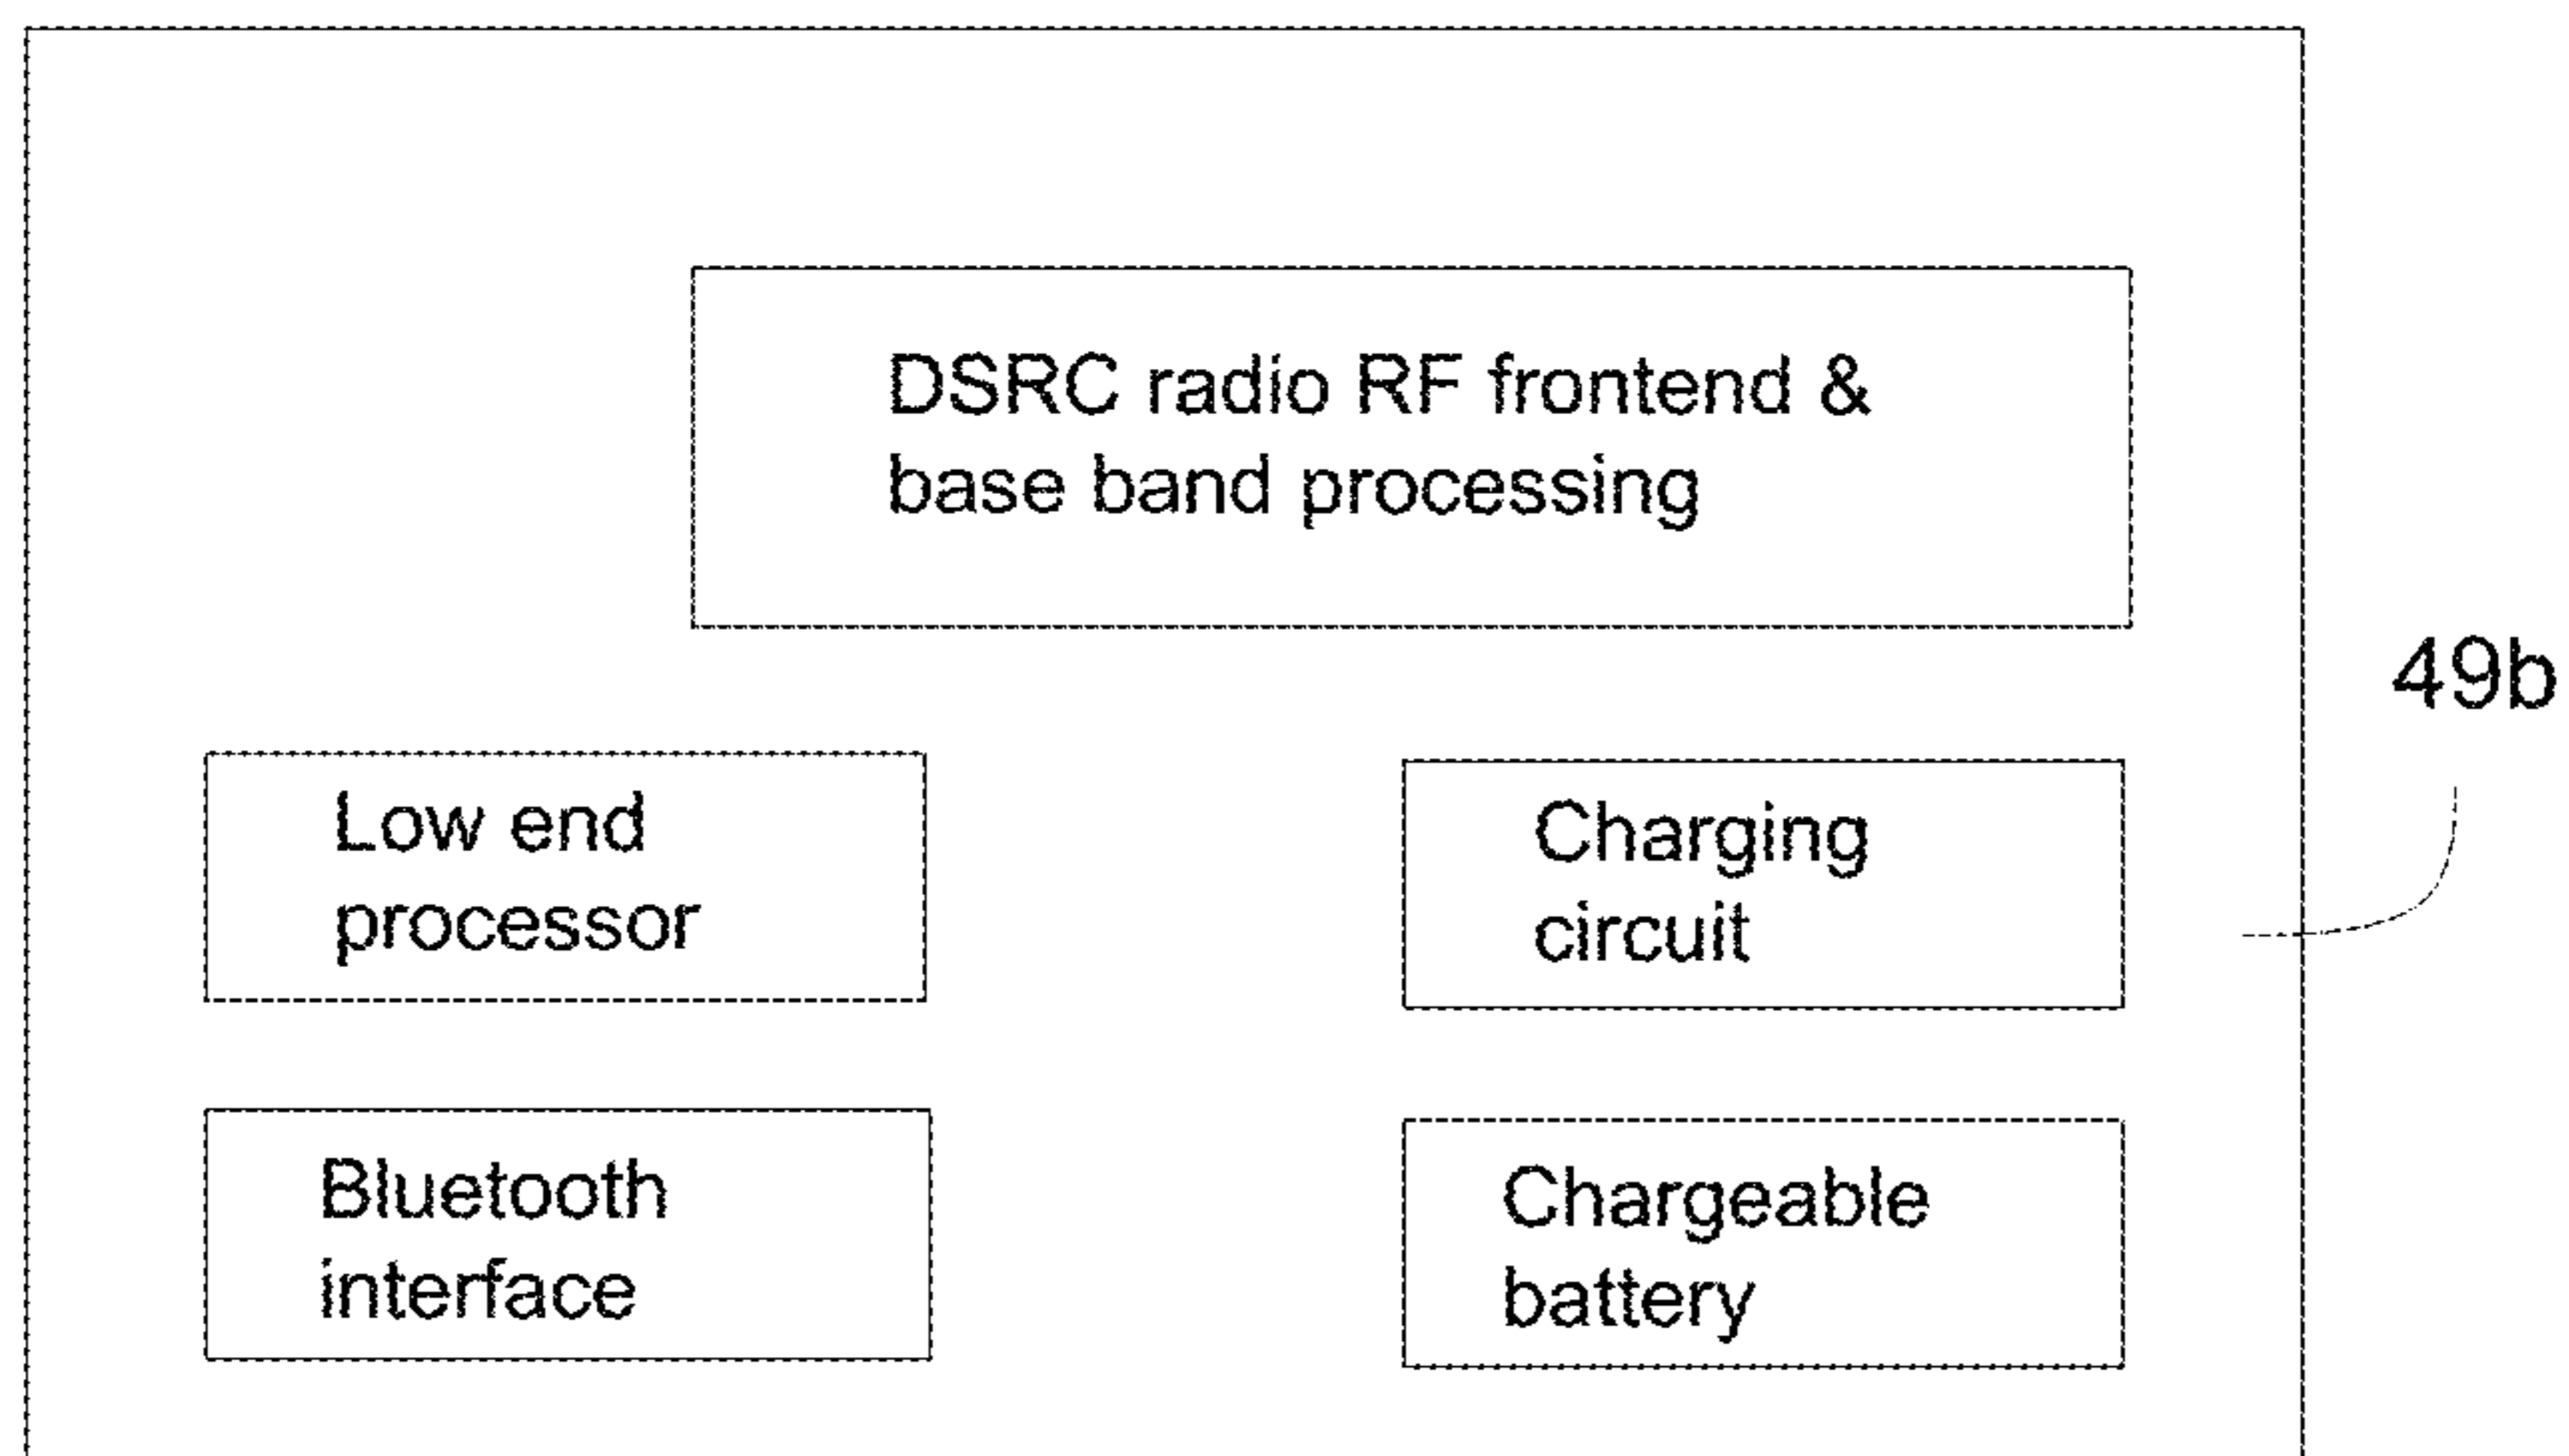 DSRC radio RF frontend &
base band processing
49b
Low end
processor
Charging
circuit
Bluetooth
interface
Chargeable
battery